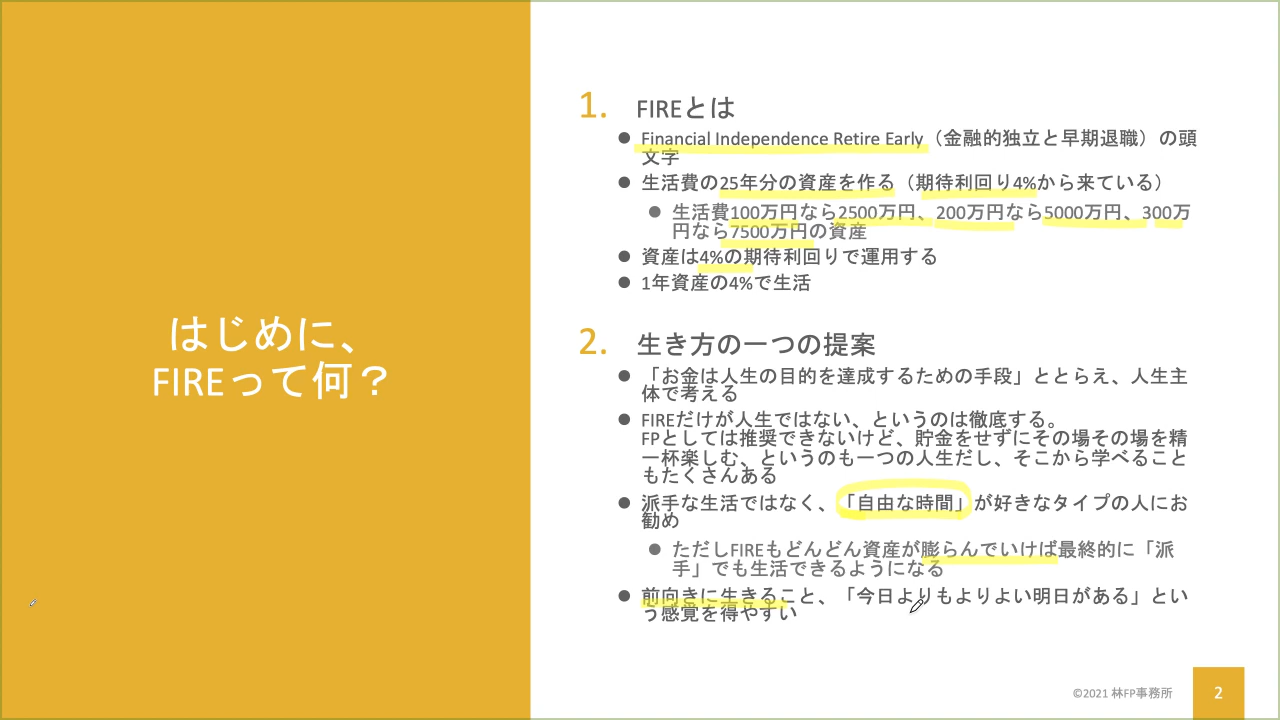 はじめに、
FIREって何？
1. FIREとは
● Financial Independence Retire Early（金融的独立と早期退職）の頭
文字
● 生活費の25年分の資産を作る（期待利回り4%から来ている）
● 生活費100万円なら2500万円、200万円なら5000万円、300万
円なら7500万円の資産
● 資産は4%の期待利回りで運用する
● 1年資産の4%で生活
2. 生き方の一つの提案
● 「お金は人生の目的を達成するための手段」ととらえ、人生主
体で考える
● FIREだけが人生ではない、というのは徹底する。
FPとしては推奨できないけど、貯金をせずにその場その場を精
一杯楽しむ、というのも一つの人生だし、そこから学べること
もたくさんある
● 派手な生活ではなく、「自由な時間」が好きなタイプの人にお
勧め
● ただしFIREもどんどん資産が膨らんでいけば最終的に「派
手」でも生活できるようになる
● 前向きに生きること、「今日よりもよりよい明日がある」とい
う感覚を得やすい
©2021 林FP事務所
2